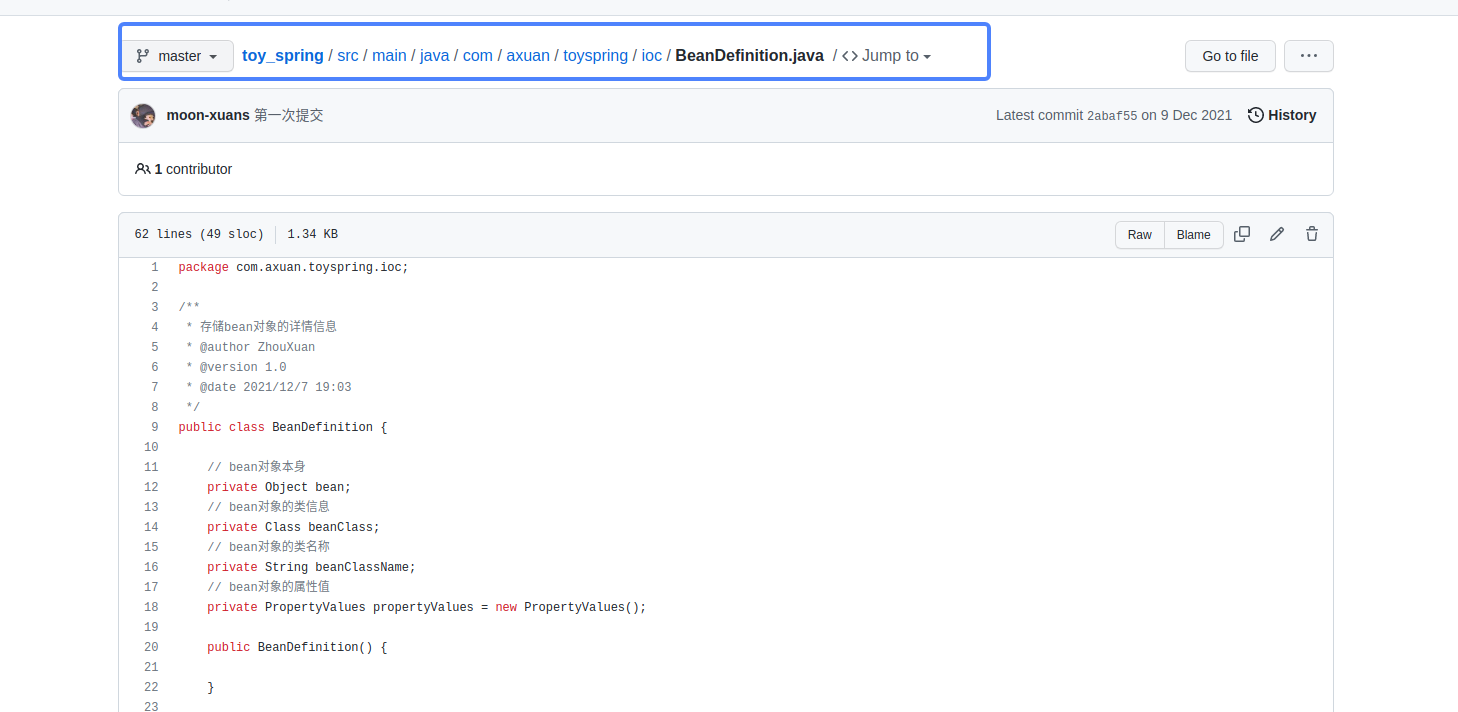 master toy_spring / src / main / java / com / axuan / toyspring / ioc / BeanDefinition.java / <> Jump to Go to file ...
moon-xuans 第一次提交 Latest commit 2abaf55 on 9 Dec 2021 History
1 contributor
62 lines (49 sloc) 1.34 KB Raw Blame
1 package com.axuan.toyspring.ioc;
2
3 /**
4 * 存储bean对象的详情信息
5 * @author ZhouXuan
6 * @version 1.0
7 * @date 2021/12/7 19:03
8 */
9 public class BeanDefinition {
10
11 // bean对象本身
12 private Object bean;
13 // bean对象的类信息
14 private Class beanClass;
15 // bean对象的类名称
16 private String beanClassName;
17 // bean对象的属性值
18 private PropertyValues propertyValues = new PropertyValues();
19
20 public BeanDefinition() {
21
22 }
23